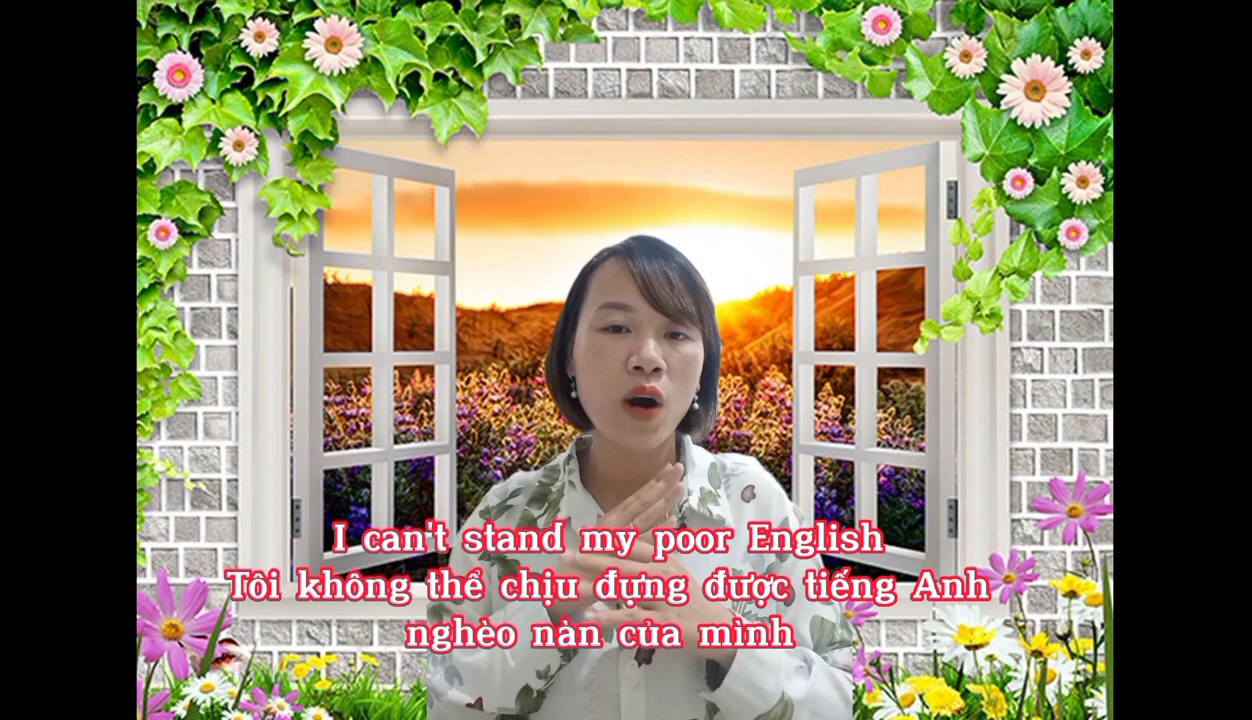 I can't stand my poor English
Tôi không thể chịu đựng được tiếng Anh
nghèo nàn của mình